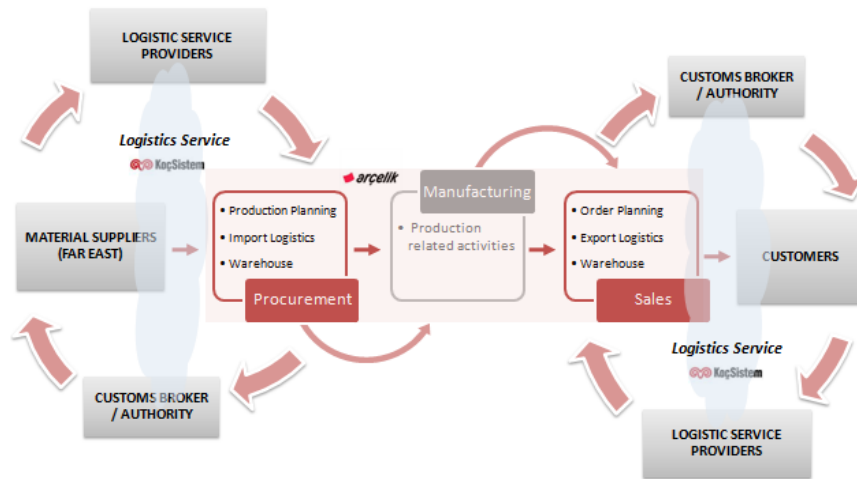 LOGISTIC SERVICE
PROVIDERS
Logistics Service
KoçSistem
MATERIAL SUPPLIERS
(FAR EAST)
CUSTOMS BROKER
/ AUTHORITY
arçelik
• Production Planning
• Import Logistics
• Warehouse
Procurement
Manufacturing
• Production
related activities
• Order Planning
• Export Logistics
• Warehouse
Sales
CUSTOMS BROKER
/ AUTHORITY
CUSTOMERS
Logistics Service
KoçSistem
LOGISTIC SERVICE
PROVIDERS